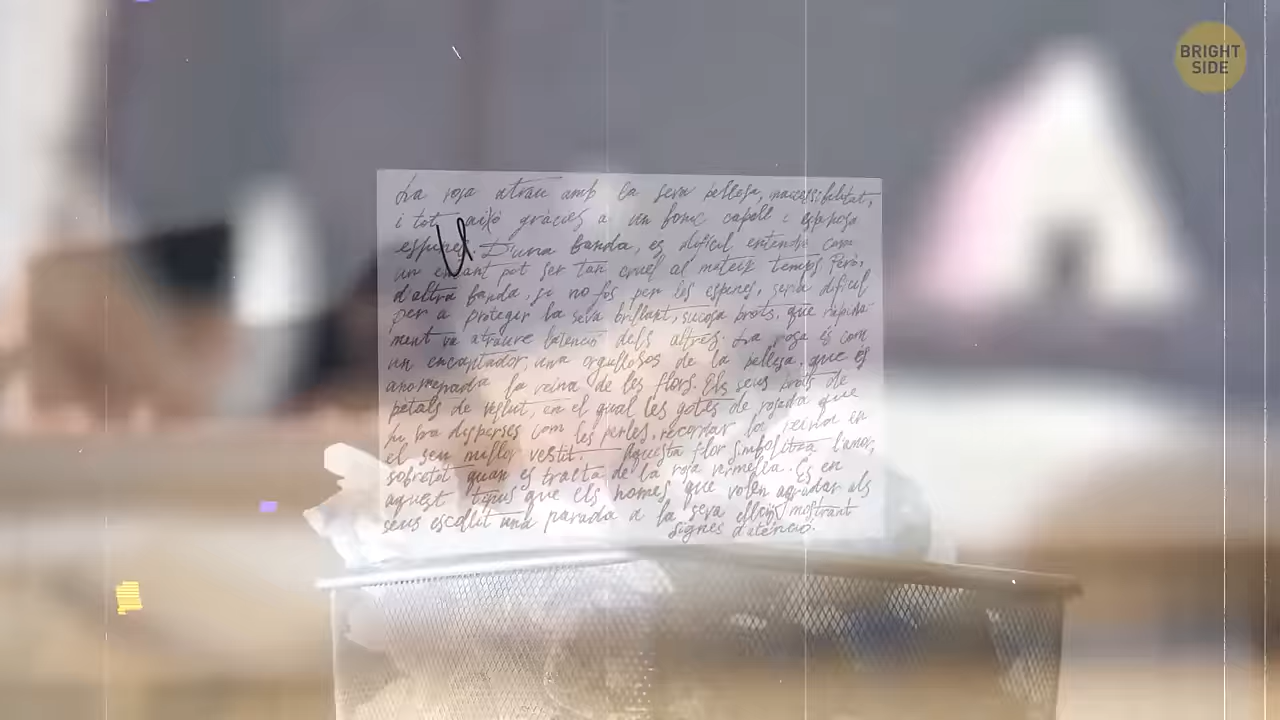 BRIGHT
SIDE
La rosa atrau amb la seva bellesa, inaccessibilitat,
i tot això gràcies a un fonic capoll i espinosa
espines. D'una banda, es difícil entendre com
un encant pot ser tan cruel al mateix temps. Però,
d'altra banda, si no fos per les espines, seria difícil
per a protegir la seva brillant, sucosa brots, que ràpida-
ment va atraure l'atenció dels altres. La rosa és com
un encantador, una orgullosos de la bellesa, que és
anomenada la reina de les flors. Els seus brots de
pètals de vellut, en el qual les gotes de rosada que
hi ha disperses com les perles, recordar la reina en
el seu millor vestit. Aquesta flor simbolitza l'amor,
sobretot quan es tracta de la rosa vermella. És en
aquest tipus que els homes que volen agradar als
seus escollit una parada a la seva elecció, mostrant
signes d'atenció.